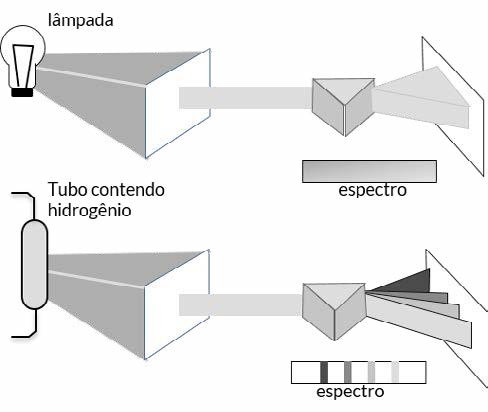 lâmpada
espectro
Tubo contendo
hidrogênio
espectro